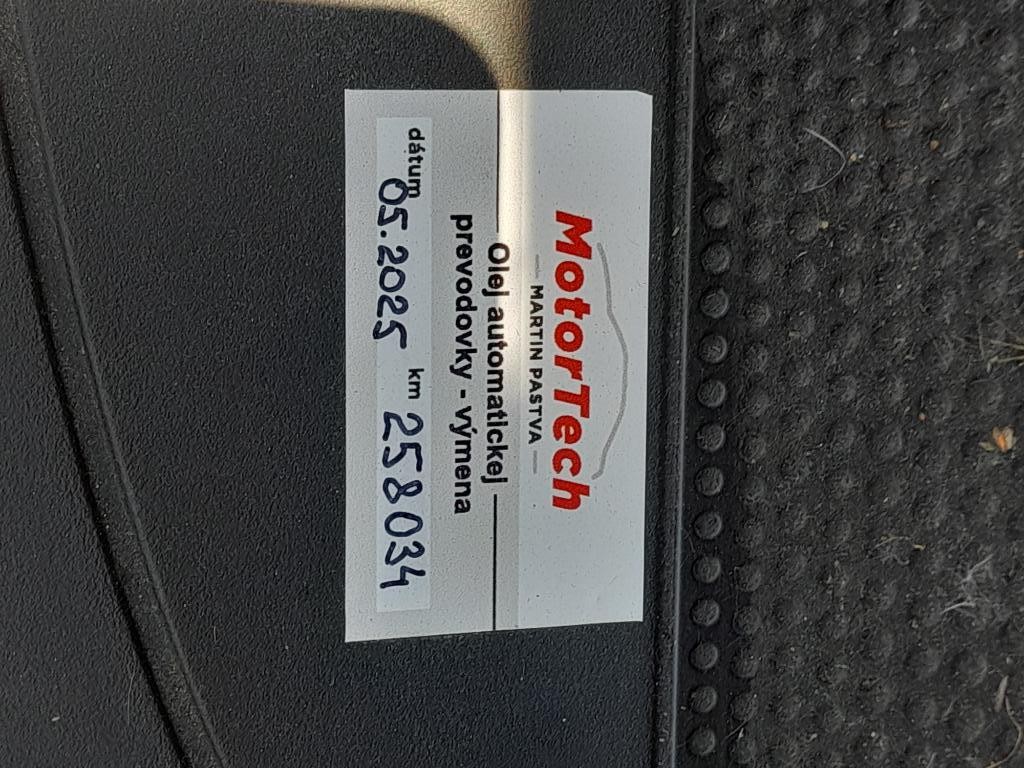 MotorTech
MARTIN PASTVA
Olej automatickej
prevodovky - výmena
dátum 05.2025 km 258034